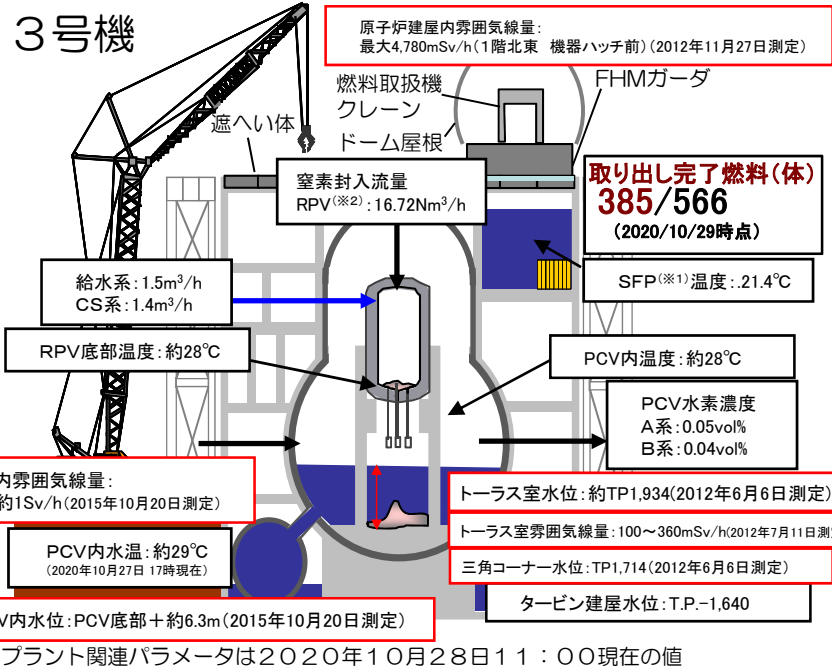 3号機
原子炉建屋内雰囲気線量:
最大4,780mSv/h(1階北東 機器ハッチ前)(2012年11月27日測定)
燃料取扱機
クレーン
FHMガーダ
遮へい体
ドーム屋根
窒素封入流量
RPV(※2):16.72Nm³/h
取り出し完了燃料(体)
385/566
(2020/10/29時点)
SFP(※1)温度:.21.4℃
給水系:1.5m³/h
CS系:1.4m³/h
RPV底部温度:約28℃
PCV内温度:約28℃
PCV水素濃度
A系:0.05vol%
B系:0.04vol%
内雰囲気線量:
約1Sv/h(2015年10月20日測定)
トーラス室水位:約TP1,934(2012年6月6日測定)
トーラス室雰囲気線量:100～360mSv/h(2012年7月11日測
PCV内水温:約29℃
(2020年10月27日 17時現在)
三角コーナー水位:TP1,714(2012年6月6日測定)
タービン建屋水位:T.P.-1,640
V内水位:PCV底部+約6.3m(2015年10月20日測定)
プラント関連パラメータは2020年10月28日11:00現在の値